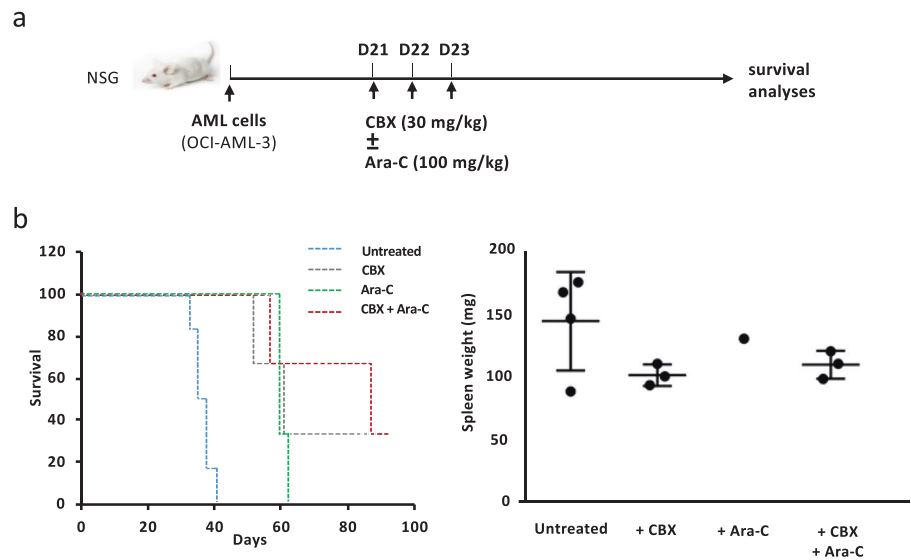 a
D21 D22 D23
NSG
survival
analyses
AML cells
(OCI-AML-3)
CBX (30 mg/kg)
±
Ara-C (100 mg/kg)
b
120
100
80
60
40
20
0
Survival
0 20 40 60 80 100
Days
Untreated
CBX
Ara-C
CBX + Ara-C
200
150
100
50
0
Spleen weight (mg)
Untreated + CBX + Ara-C + CBX
+ Ara-C